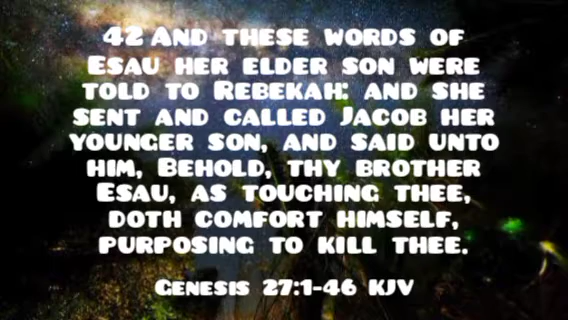 42 And these words of
Esau her elder son were
told to Rebekah: and she
sent and called Jacob her
younger son, and said unto
him, Behold, thy brother
Esau, as touching thee,
doth comfort himself,
purposing to kill thee.
Genesis 27:1-46 KJV